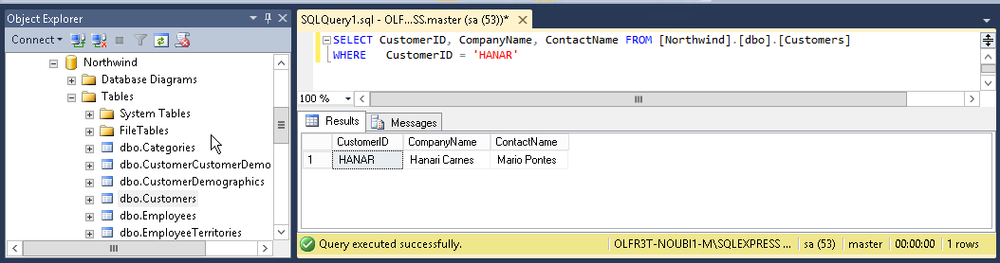 Object Explorer
Connect
Northwind
Database Diagrams
Tables
System Tables
FileTables
dbo.Categories
dbo.CustomerCustomerDemo
dbo.CustomerDemographics
dbo.Customers
dbo.Employees
dbo.EmployeeTerritories
SQLQuery1.sql - OLF...SS.master (sa (53))*
SELECT CustomerID, CompanyName, ContactName FROM [Northwind].[dbo].[Customers]
WHERE CustomerID = 'HANAR'
100 %
Results Messages
CustomerID CompanyName ContactName
1 HANAR Hanari Carnes Mario Pontes
Query executed successfully. OLFR3T-NOUBI1-M\SQLEXPRESS ... sa (53) master 00:00:00 1 rows